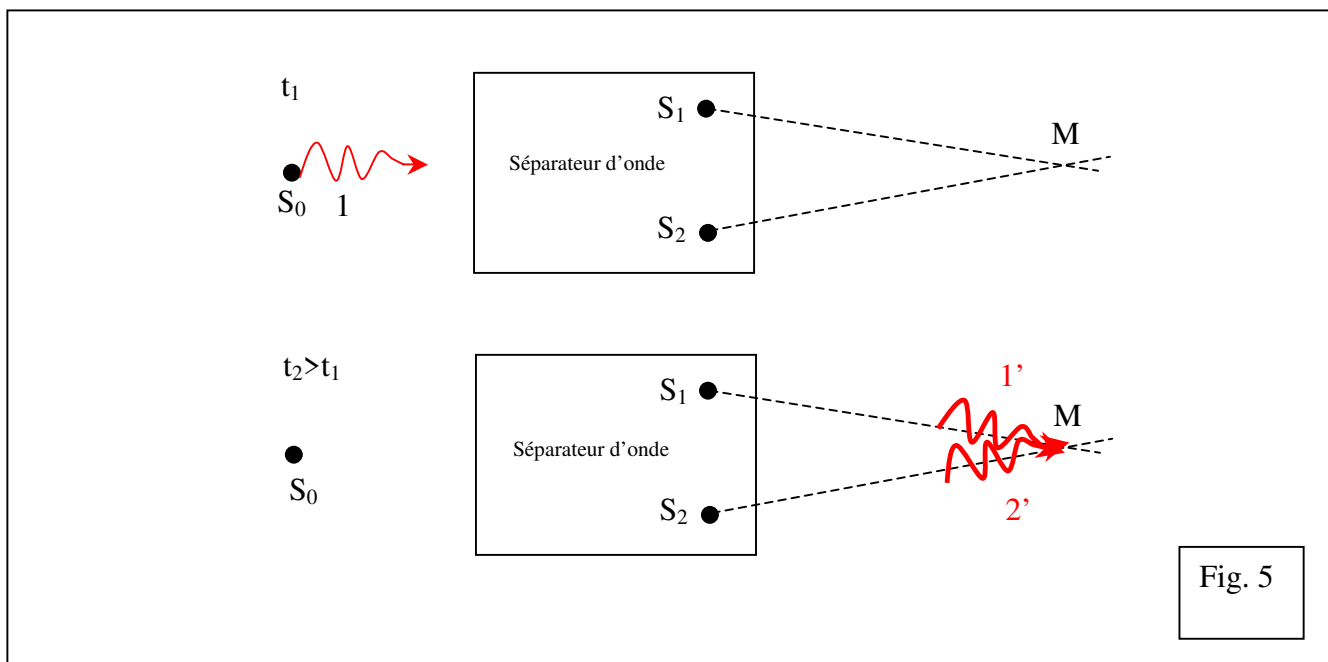 t₁
S₁
M
Séparateur d'onde
S₀
1
S₂
t₂>t₁
S₁
1'
M
Séparateur d'onde
S₀
S₂
2'
Fig. 5